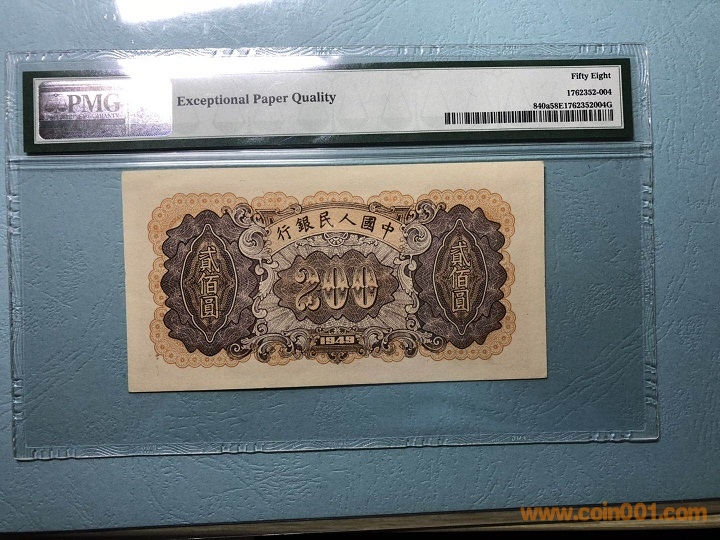 PMG
Exceptional Paper Quality
Fifty Eight
1762352-004
840a58E1762352004G
行銀民人國中
貳佰圓
200
貳佰圓
1949
www.coin001.com